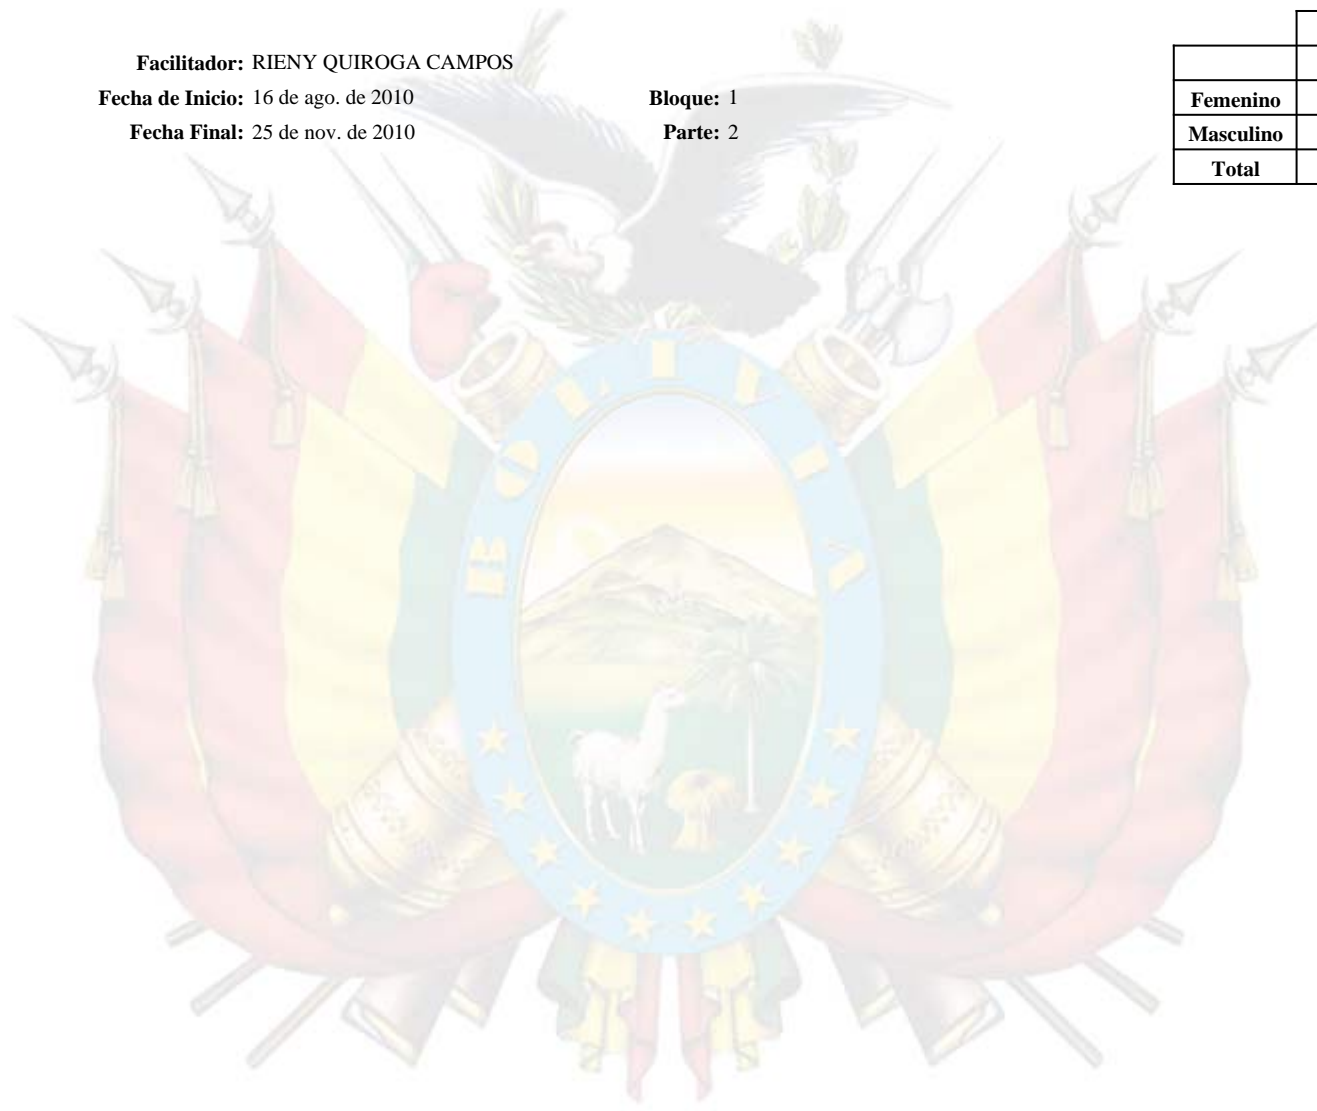 Facilitador: RIENY QUIROGA CAMPOS
Fecha de Inicio: 16 de ago. de 2010 Bloque: 1
Fecha Final: 25 de nov. de 2010 Parte: 2
Femenino
Masculino
Total
BOLIVIA